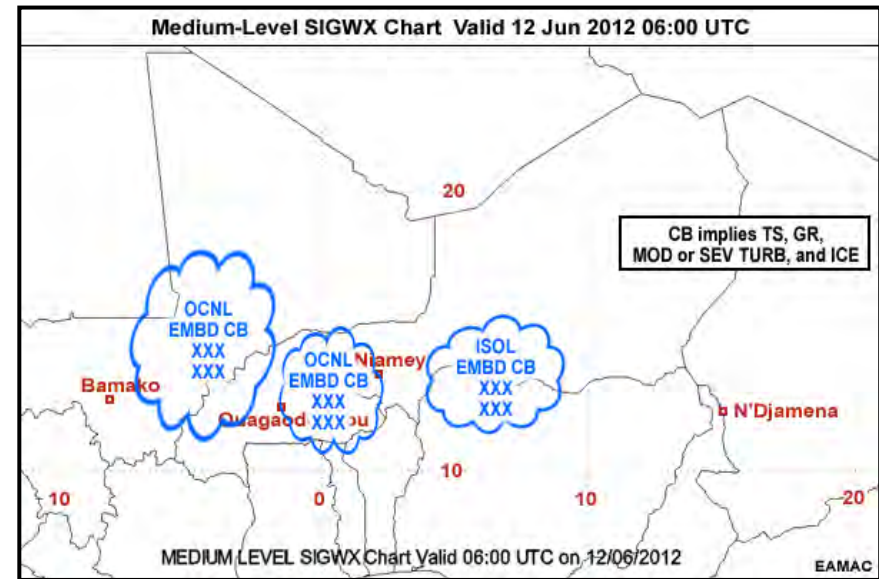 Medium-Level SIGWX Chart Valid 12 Jun 2012 06:00 UTC
20
CB implies TS, GR,
MOD or SEV TURB, and ICE
OCNL
EMBD CB
XXX
XXX
OCNL
EMBD CB
XXX
XXX
ISOL
EMBD CB
XXX
XXX
Niamey
Bamako
Ouagaod ou
N'Djamena
10
10
0
10
20
MEDIUM LEVEL SIGWX Chart Valid 06:00 UTC on 12/06/2012
EAMAC